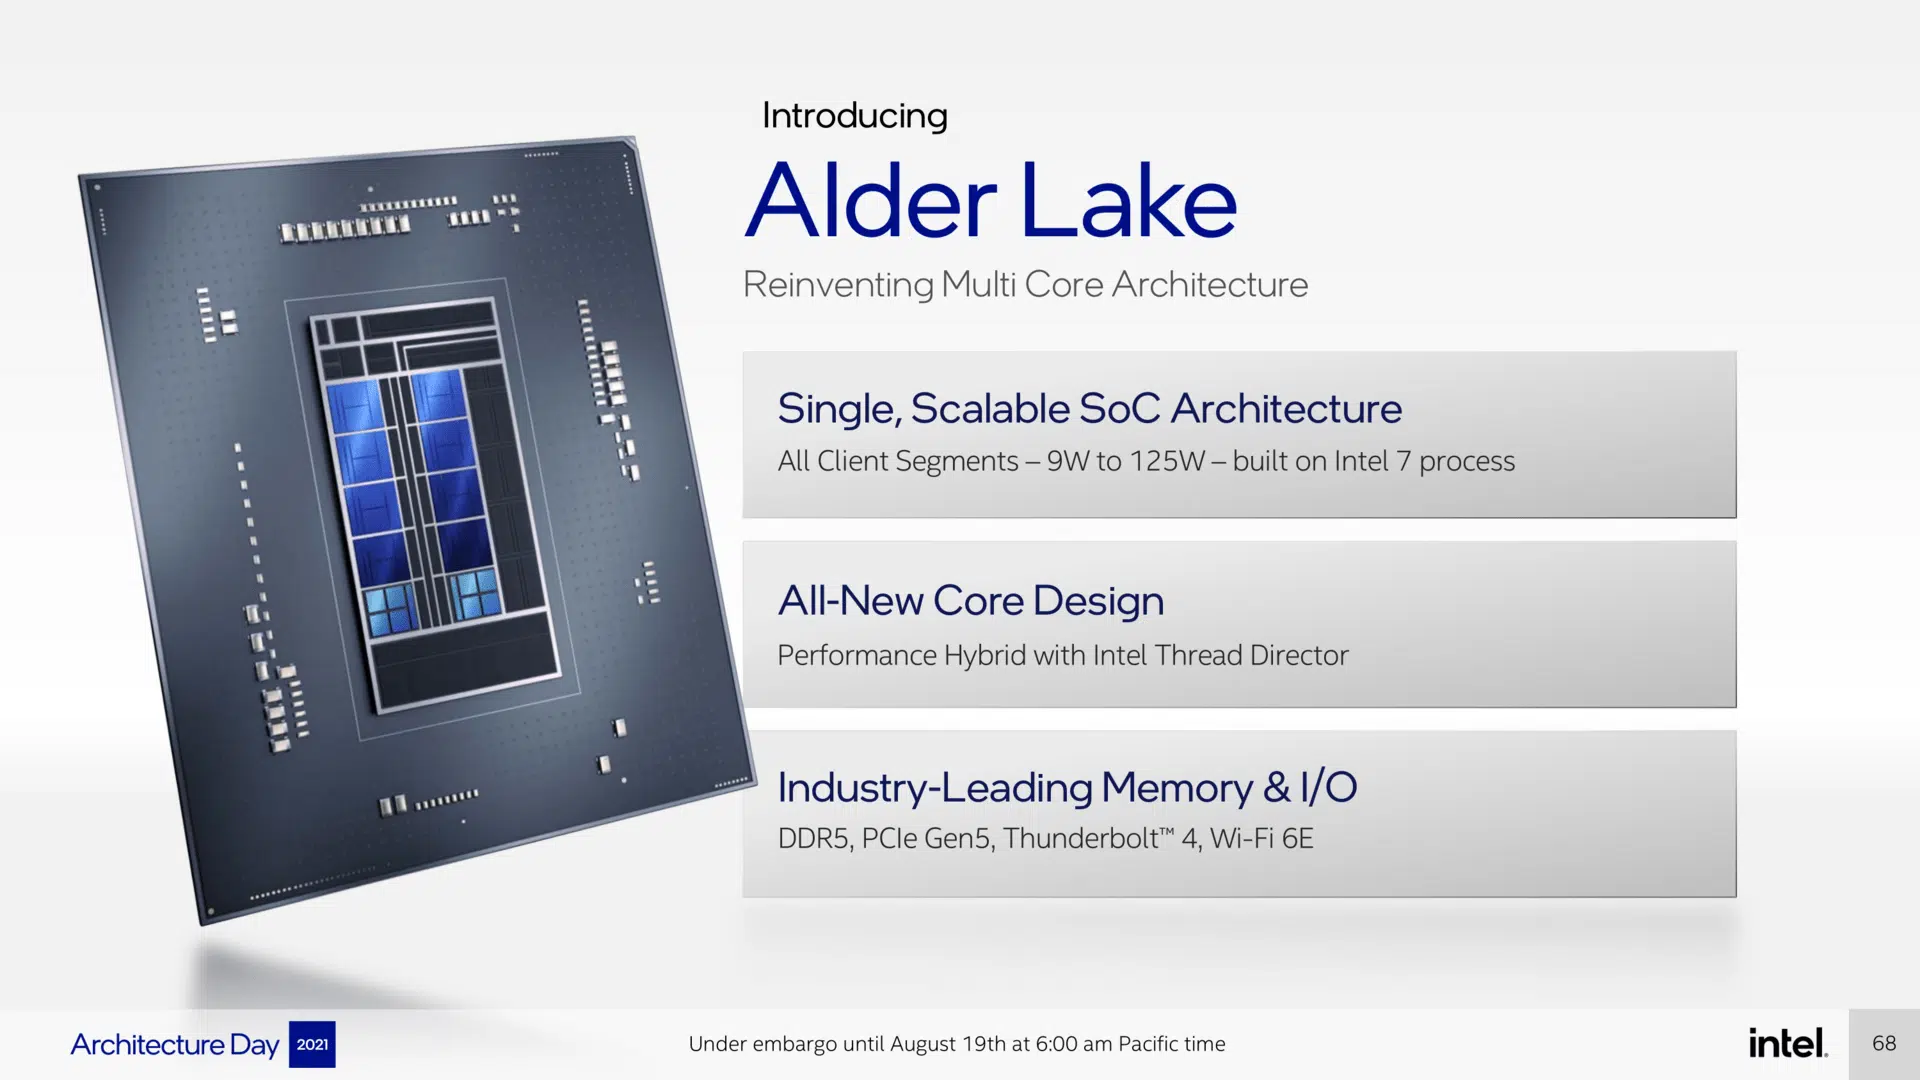 Introducing
Alder Lake
Reinventing Multi Core Architecture
Single, Scalable SoC Architecture
All Client Segments – 9W to 125W – built on Intel 7 process
All-New Core Design
Performance Hybrid with Intel Thread Director
Industry-Leading Memory & I/O
DDR5, PCIe Gen5, Thunderbolt™ 4, Wi-Fi 6E
Architecture Day 2021
Under embargo until August 19th at 6:00 am Pacific time
intel.
68